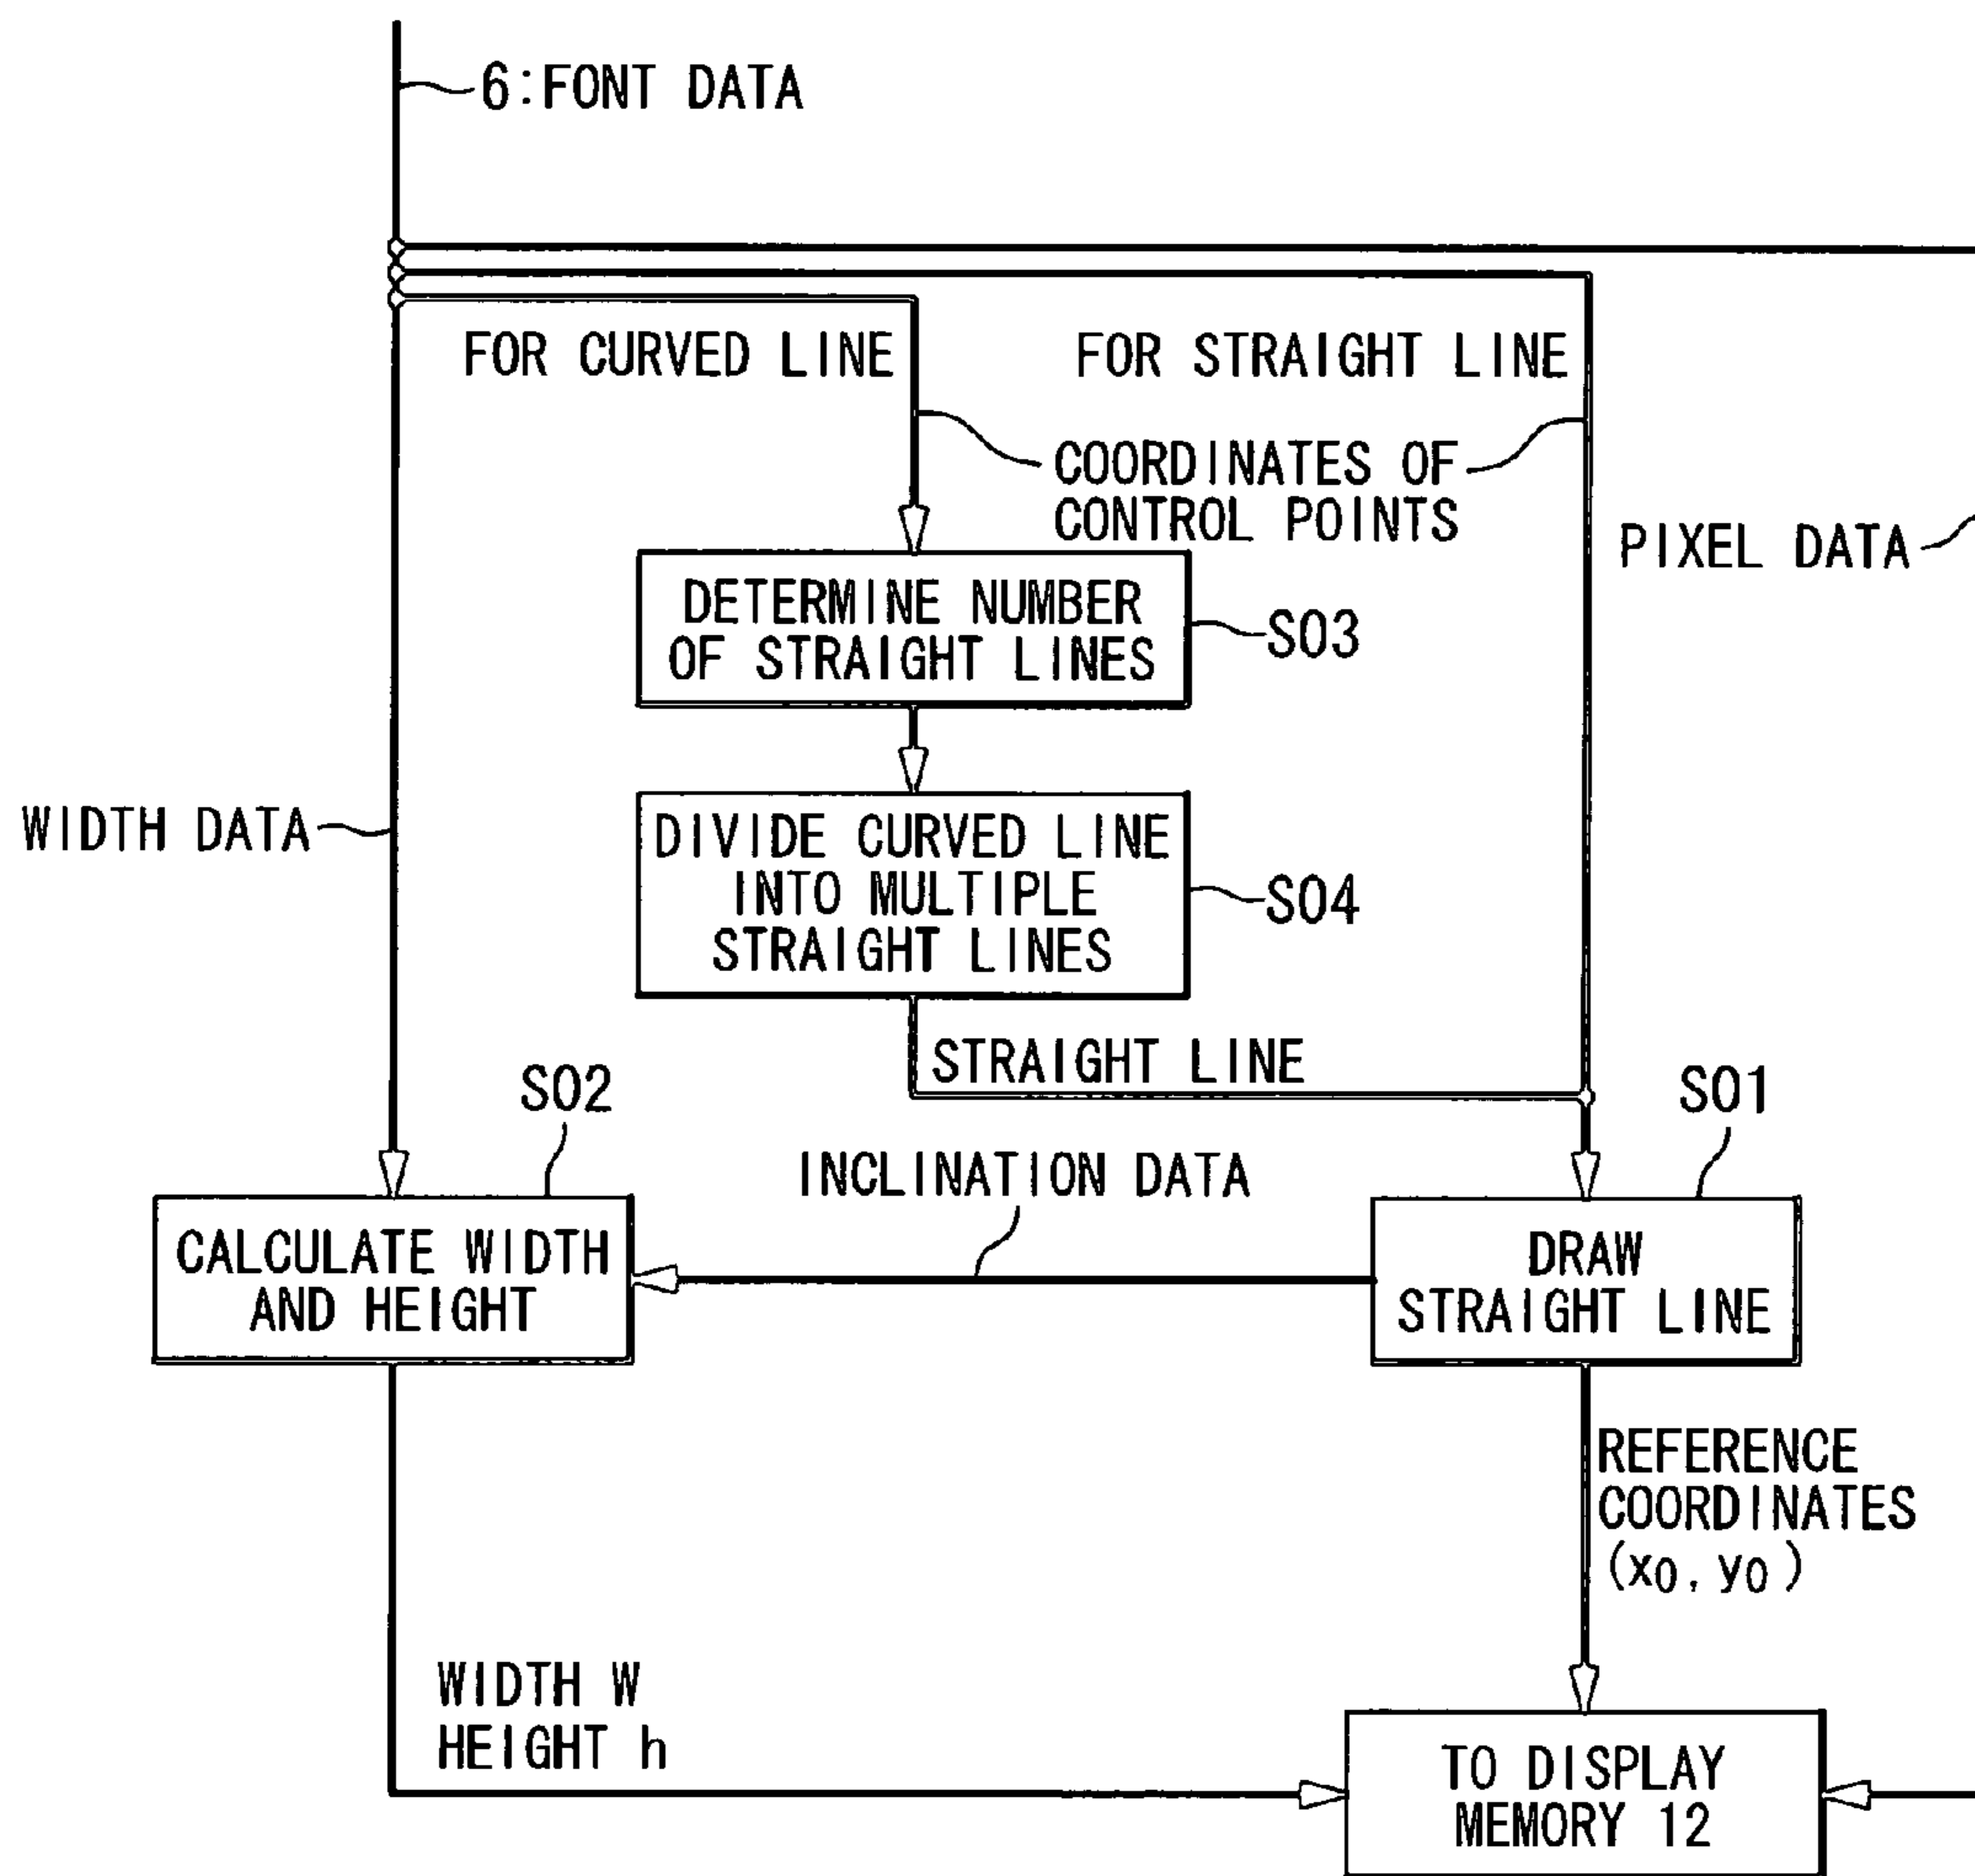 6:FONT DATA
FOR CURVED LINE
FOR STRAIGHT LINE
COORDINATES OF
CONTROL POINTS
PIXEL DATA
DETERMINE NUMBER
OF STRAIGHT LINES
S03
WIDTH DATA
DIVIDE CURVED LINE
INTO MULTIPLE
STRAIGHT LINES
S04
STRAIGHT LINE
S02
S01
INCLINATION DATA
CALCULATE WIDTH
AND HEIGHT
DRAW
STRAIGHT LINE
REFERENCE
COORDINATES
(x0, y0)
WIDTH W
HEIGHT h
TO DISPLAY
MEMORY 12